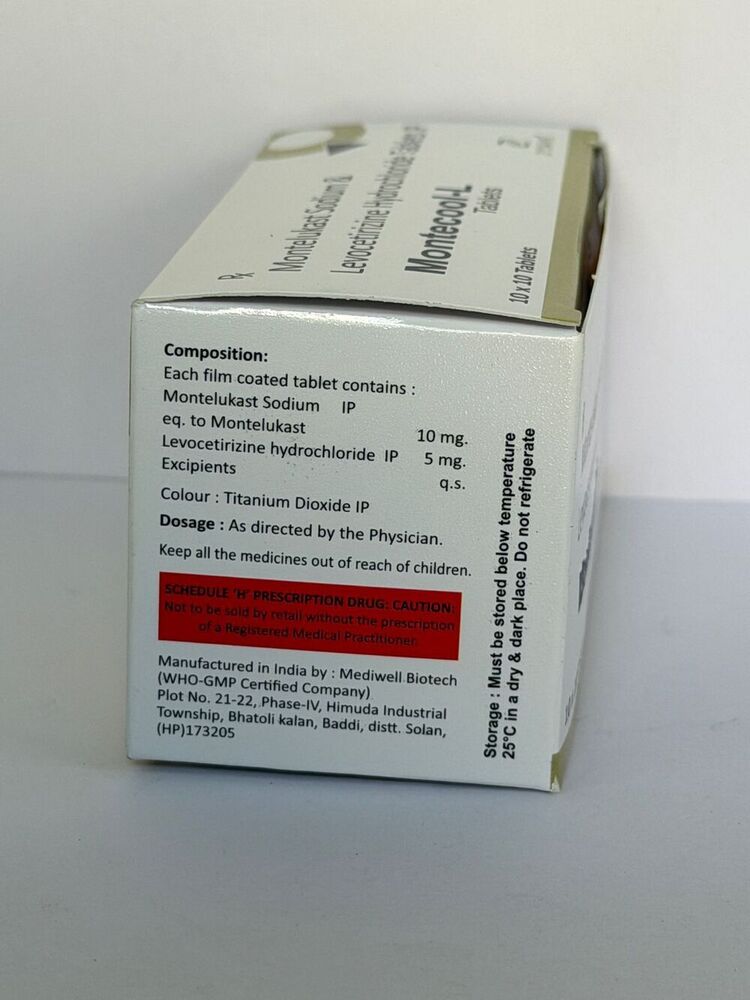 Rx
Montelukast Sodium &
Levocetirizine Hydrochloride Tablets IP
Montecool-L
Tablets
10 x 10 Tablets
Composition:
Each film coated tablet contains :
Montelukast Sodium IP
eq. to Montelukast 10 mg.
Levocetirizine hydrochloride IP 5 mg.
Excipients q.s.
Colour : Titanium Dioxide IP
Dosage : As directed by the Physician.
Keep all the medicines out of reach of children.
SCHEDULE 'H' PRESCRIPTION DRUG: CAUTION:
Not to be sold by retail without the prescription
of a Registered Medical Practitioner.
Manufactured in India by : Mediwell Biotech
(WHO-GMP Certified Company)
Plot No. 21-22, Phase-IV, Himuda Industrial
Township, Bhatoli kalan, Baddi, distt. Solan,
(HP)173205
Storage : Must be stored below temperature
25°C in a dry & dark place. Do not refrigerate